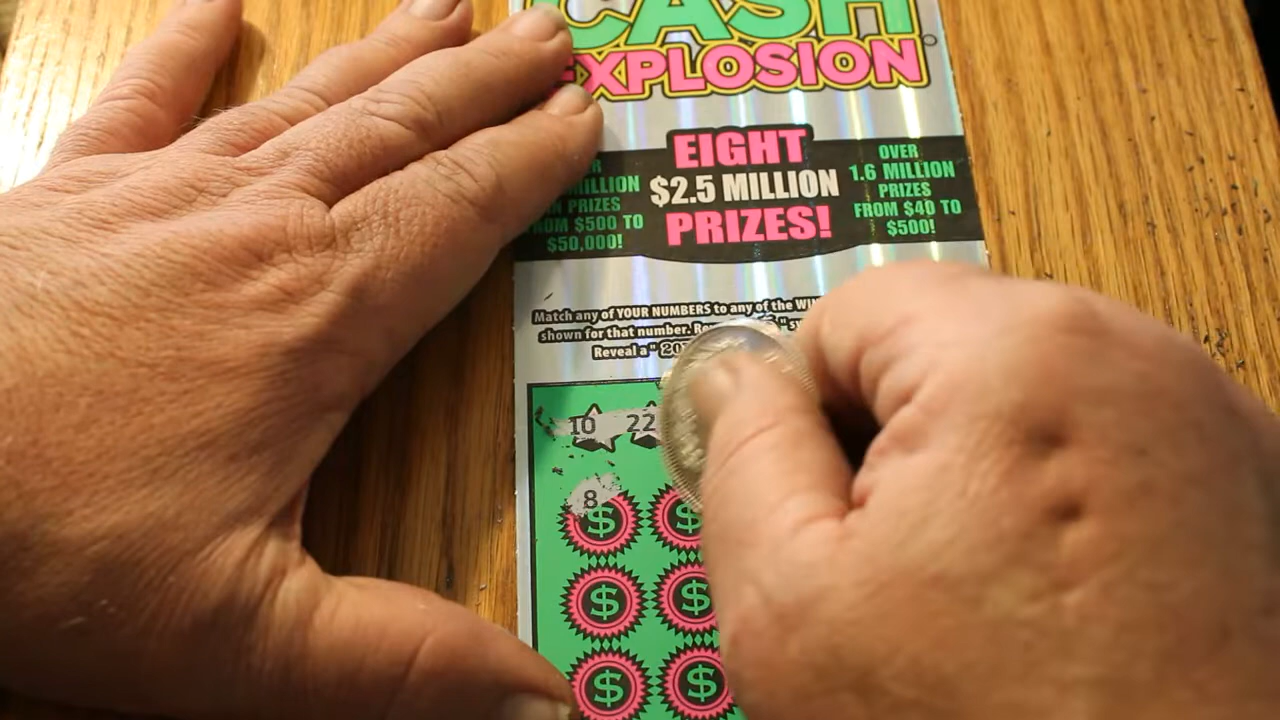 CASH
EXPLOSION
EIGHT
$2.5 MILLION
PRIZES!
MILLION
PRIZES
$500 TO
$50,000!
OVER
1.6 MILLION
PRIZES
FROM $40 TO
$500!
Match any of YOUR NUMBERS to any of the
shown for that number.
Reveal a "
10 22
8
$ $
$ $
$ $